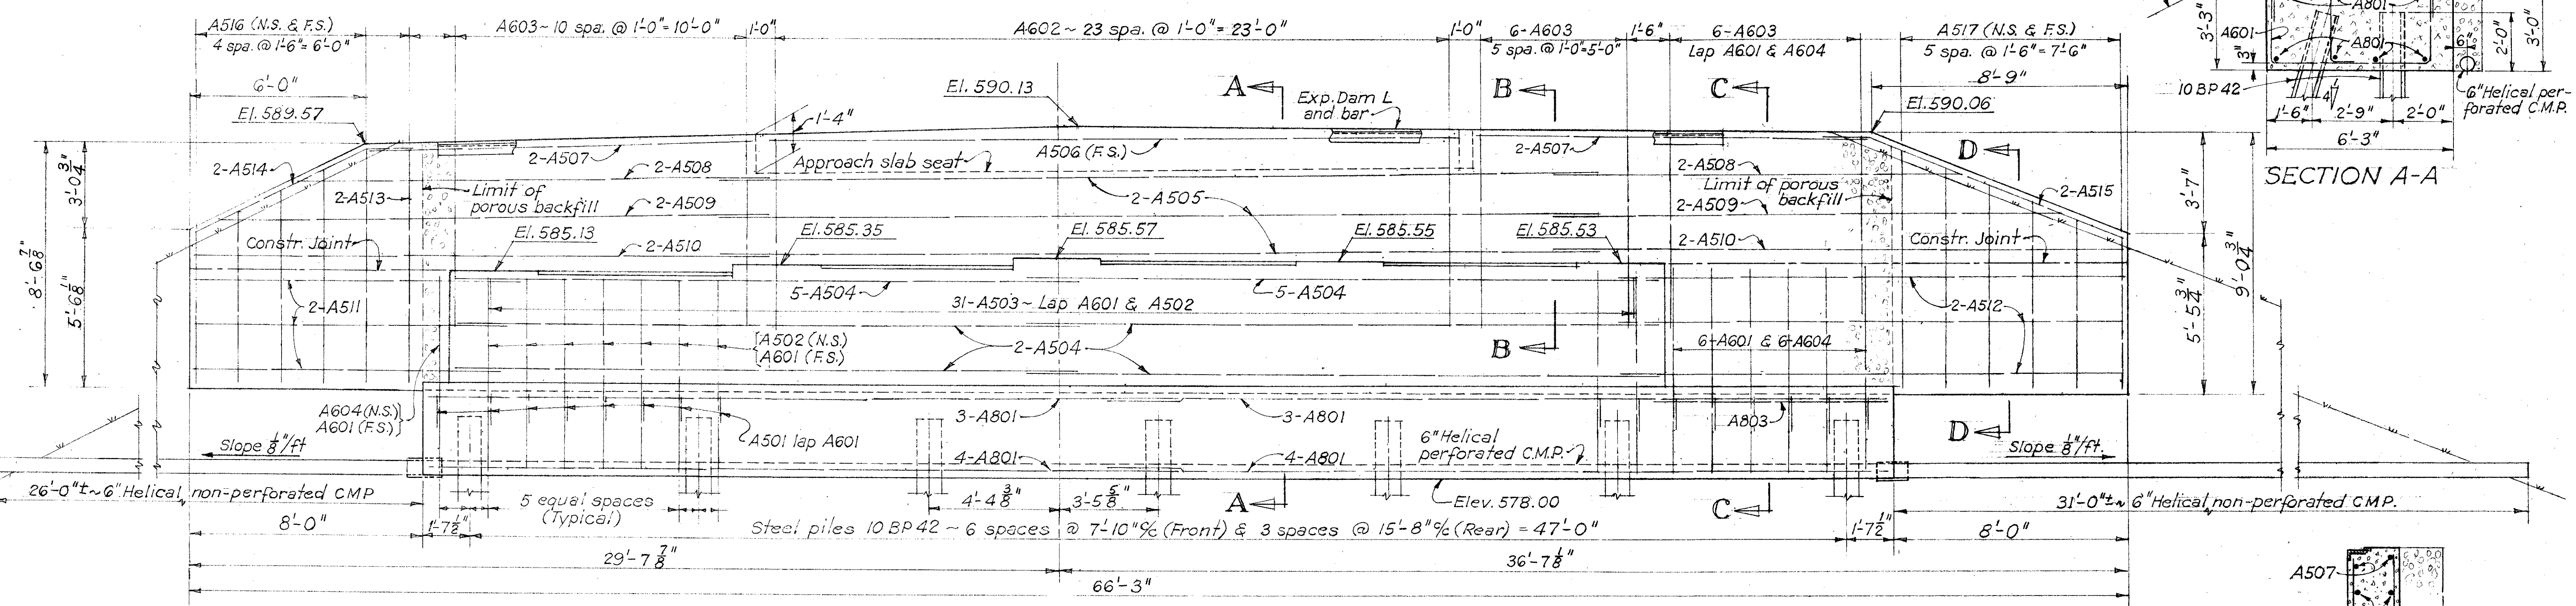 A516 (N.S. & F.S.)
4 spa. @ 1'-6" = 6'-0"
A603 ~ 10 spa. @ 1'-0" = 10'-0"
1'-0"
A602 ~ 23 spa. @ 1'-0" = 23'-0"
1'-0"
6-A603
5 spa. @ 1'-0" = 5'-0"
1'-6"
6-A603
Lap A601 & A604
A517 (N.S. & F.S.)
5 spa. @ 1'-6" = 7'-6"
8'-9"
6'-0"
El. 589.57
El. 590.13
1'-4"
A
Exp. Dam L
and bar
B
C
El. 590.06
2-A514
2-A507
2-A508
Approach slab seat
A506 (F.S.)
2-A507
2-A508
D
2-A515
2-A513
Limit of
porous backfill
2-A509
2-A505
Limit of porous
backfill
2-A509
3'-0 3/4"
8'-6 7/8"
5'-6 1/8"
Constr. Joint
El. 585.13
2-A510
El. 585.35
El. 585.57
El. 585.55
El. 585.53
2-A510
Constr. Joint
3'-7"
9'-0 3/4"
5'-5 3/4"
2-A511
5-A504
5-A504
31-A503 ~ Lap A601 & A502
2-A512
A502 (N.S.)
A601 (F.S.)
2-A504
B
6-A601 & 6-A604
A604 (N.S.)
A601 (F.S.)
3-A801
3-A801
A803
A501 lap A601
6" Helical
perforated C.M.P.
D
Slope 1/8"/ft
4-A801
4-A801
Slope 1/8"/ft.
26'-0"± ~ 6" Helical non-perforated CMP
5 equal spaces
(Typical)
4'-4 3/8"
3'-5 5/8"
A
Elev. 578.00
C
31'-0"± ~ 6" Helical non-perforated C.M.P.
8'-0"
1'-7 1/2"
Steel piles 10 BP 42 ~ 6 spaces @ 7'-10" c/c (Front) & 3 spaces @ 15'-8" c/c (Rear) = 47'-0"
1'-7 1/2"
8'-0"
29'-7 7/8"
36'-7 1/8"
66'-3"
A801
3'-3"
A601
A801
3"
6"
2'-0"
3'-0"
10 BP 42
4
1'-6"
2'-9"
2'-0"
6" Helical per-
forated C.M.P.
6'-3"
SECTION A-A
A507